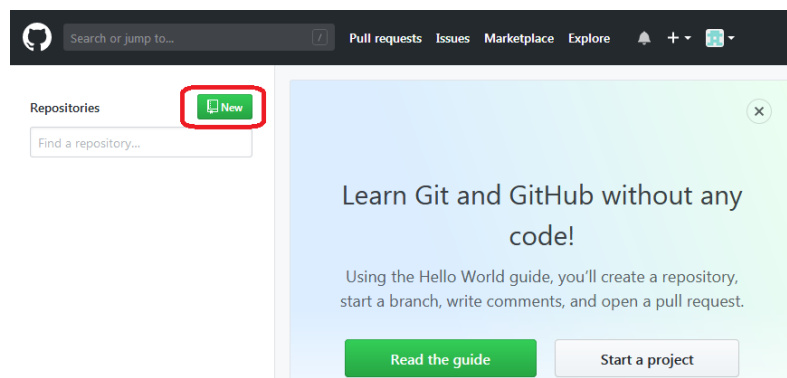 Search or jump to... /
Pull requests Issues Marketplace Explore
Repositories
New
Find a repository...
Learn Git and GitHub without any
code!
Using the Hello World guide, you’ll create a repository,
start a branch, write comments, and open a pull request.
Read the guide
Start a project